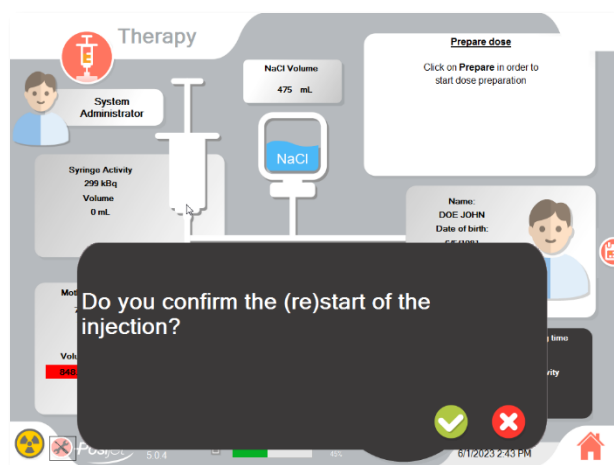 Therapy
System
Administrator
NaCl Volume
475 mL
Prepare dose
Click on Prepare in order to
start dose preparation
NaCl
Syringe Activity
299 kBq
Volume
0 mL
Name:
DOE JOHN
Date of birth:
Do you confirm the (re)start of the
injection?
time
5.0.4
45%
6/1/2023 2:43 PM